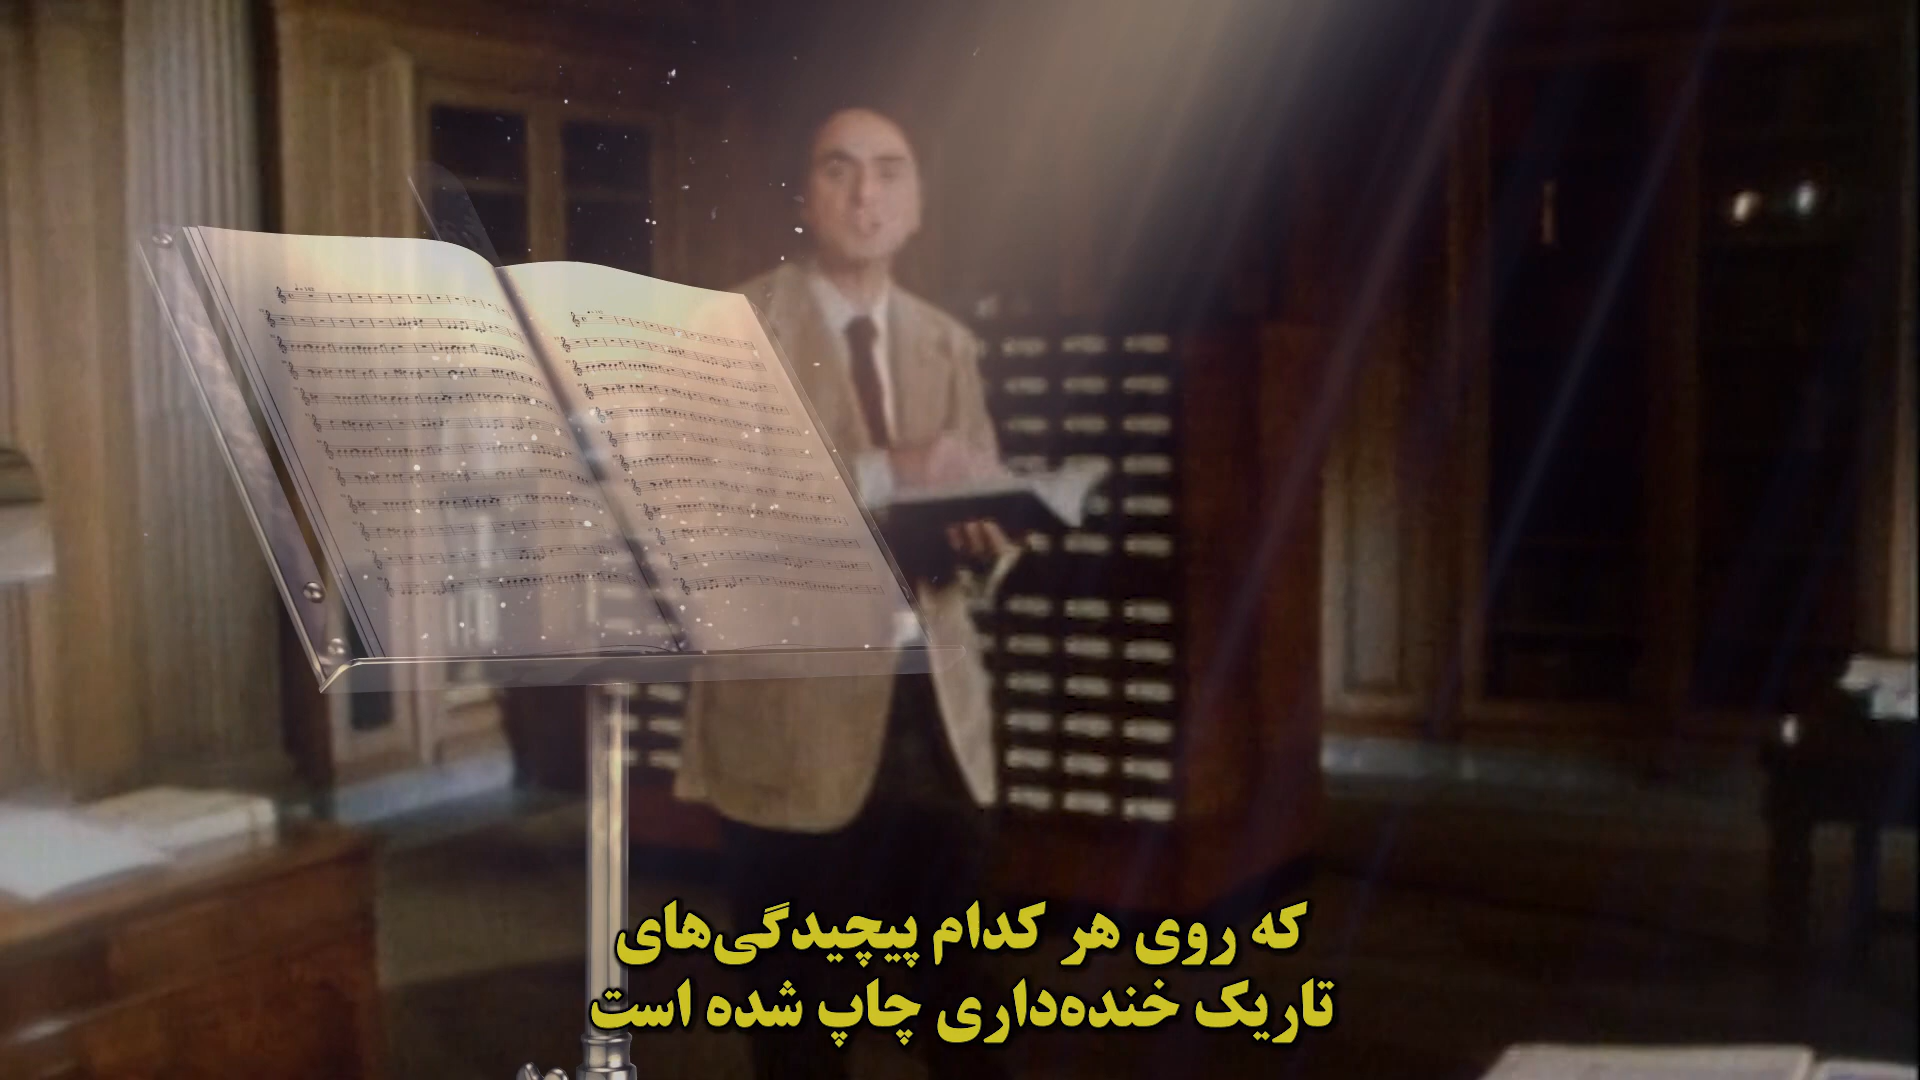 که روی هر کدام پیچیدگی‌های
تاریک خنده‌داری چاپ شده است